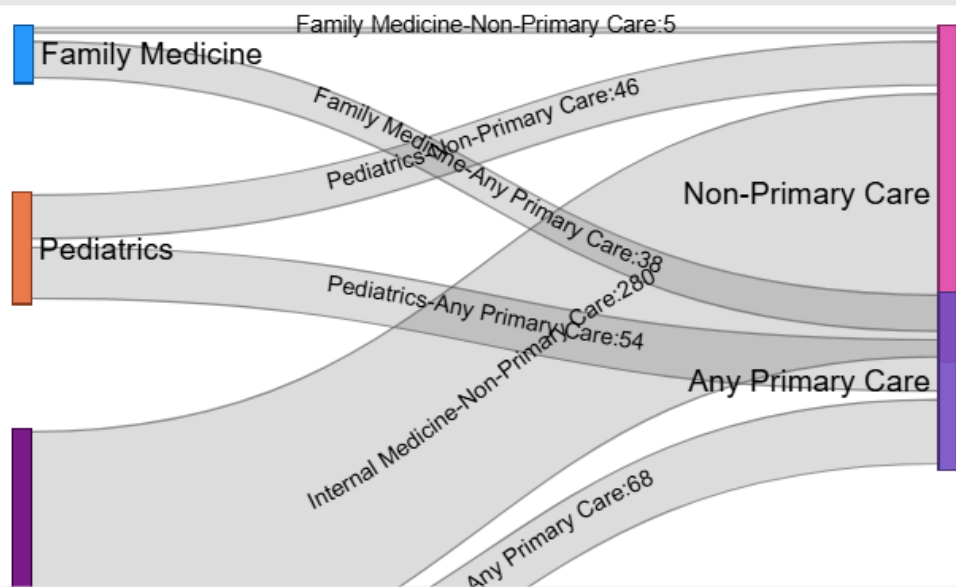 Family Medicine-Non-Primary Care:5
Family Medicine
Family Medicine-Any Primary Care:38
Pediatrics-Non-Primary Care:46
Non-Primary Care
Pediatrics
Pediatrics-Any Primary Care:54
Internal Medicine-Non-Primary Care:280
Any Primary Care
Any Primary Care:68